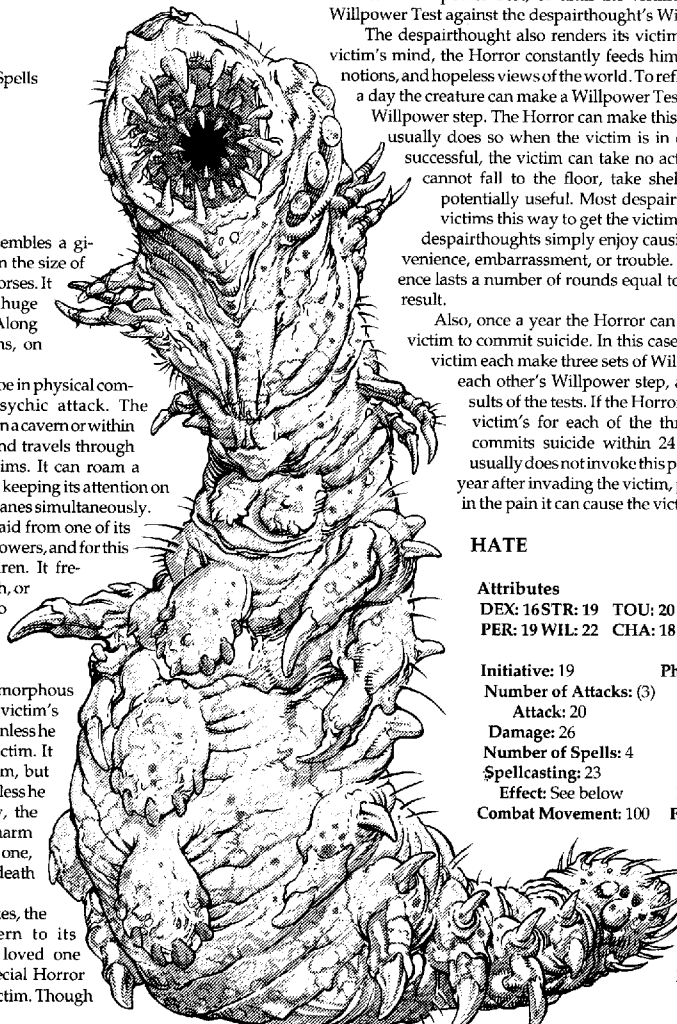 Spells
embles a gi-
n the size of
orses. It
huge
Along
ns, on
be in physical com-
sychic attack. The
n a cavern or within
nd travels through
ims. It can roam a
keeping its attention on
anes simultaneously.
aid from one of its
owers, and for this
ren. It fre-
h, or
o
morphous
victim's
nless he
ctim. It
m, but
less he
, the
harm
one,
death
es, the
ern to its
loved one
ecial Horror
ctim. Though
Willpower Test against the despairthought's Wi
The despairthought also renders its victim
victim's mind, the Horror constantly feeds him
notions, and hopeless views of the world. To refl
a day the creature can make a Willpower Tes
Willpower step. The Horror can make this
usually does so when the victim is in
successful, the victim can take no act
cannot fall to the floor, take shel
potentially useful. Most despair
victims this way to get the victim
despairthoughts simply enjoy causi
venience, embarrassment, or trouble.
ence lasts a number of rounds equal to
result.
Also, once a year the Horror can
victim to commit suicide. In this case
victim each make three sets of Wil
each other's Willpower step, a
sults of the tests. If the Horror
victim's for each of the thr
commits suicide within 24
usually does not invoke this p
year after invading the victim,
in the pain it can cause the vict
HATE
Attributes
DEX: 16 STR: 19 TOU: 20
PER: 19 WIL: 22 CHA: 18
Initiative: 19 Ph
Number of Attacks: (3)
Attack: 20
Damage: 26
Number of Spells: 4
Spellcasting: 23
Effect: See below
Combat Movement: 100 F